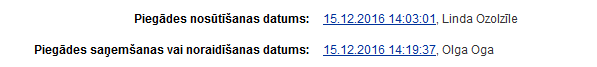 Piegādes nosūtīšanas datums: 15.12.2016 14:03:01, Linda Ozolzīle
Piegādes saņemšanas vai noraidīšanas datums: 15.12.2016 14:19:37, Olga Oga